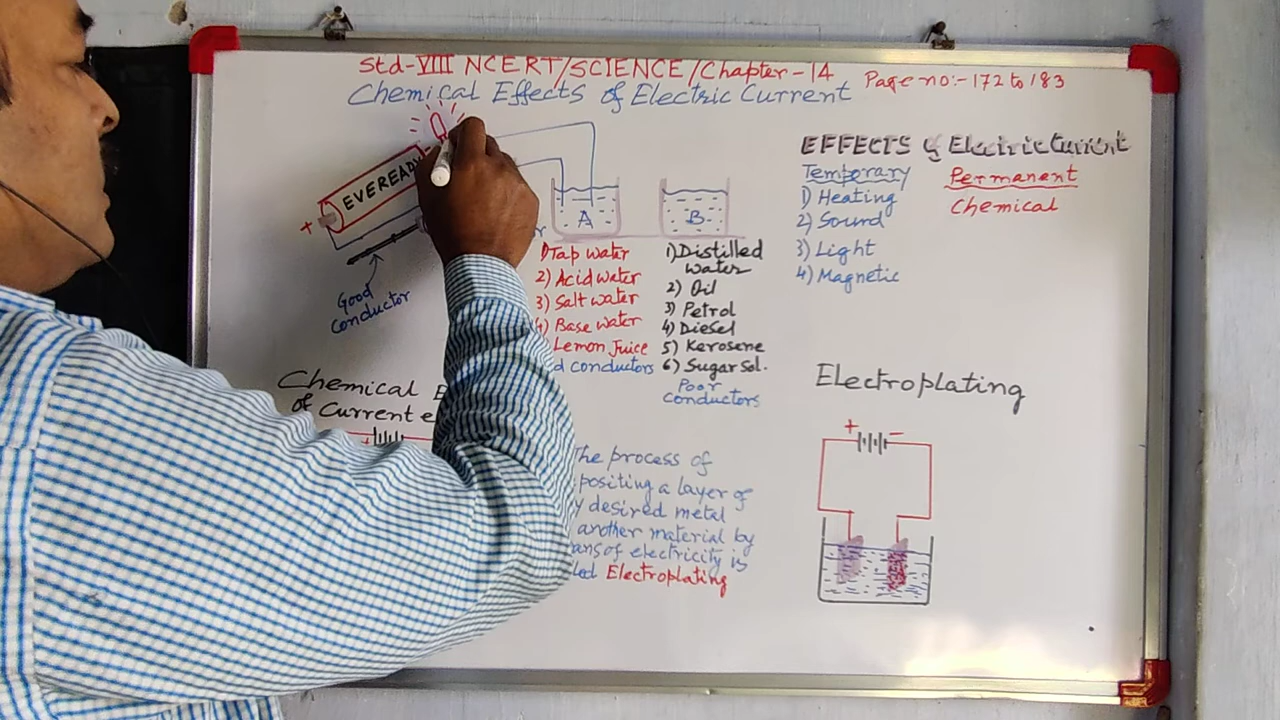 Std-VIII NCERT/SCIENCE/Chapter-14 Page no:-172 to 183
Chemical Effects of Electric Current
+ EVEREADY -
Good
Conductor
A
1) Tap water
2) Acid water
3) Salt water
4) Base water
Lemon Juice
d conductors
B
1) Distilled
water
2) Oil
3) Petrol
4) Diesel
5) Kerosene
6) Sugar Sol.
Poor
conductors
EFFECTS of Electric Current
Temporary
1) Heating
2) Sound
3) Light
4) Magnetic
Permanent
Chemical
Chemical E
of Current e
+
The process of
positing a layer of
y desired metal
another material by
ans of electricity is
led Electroplating
Electroplating
+ -